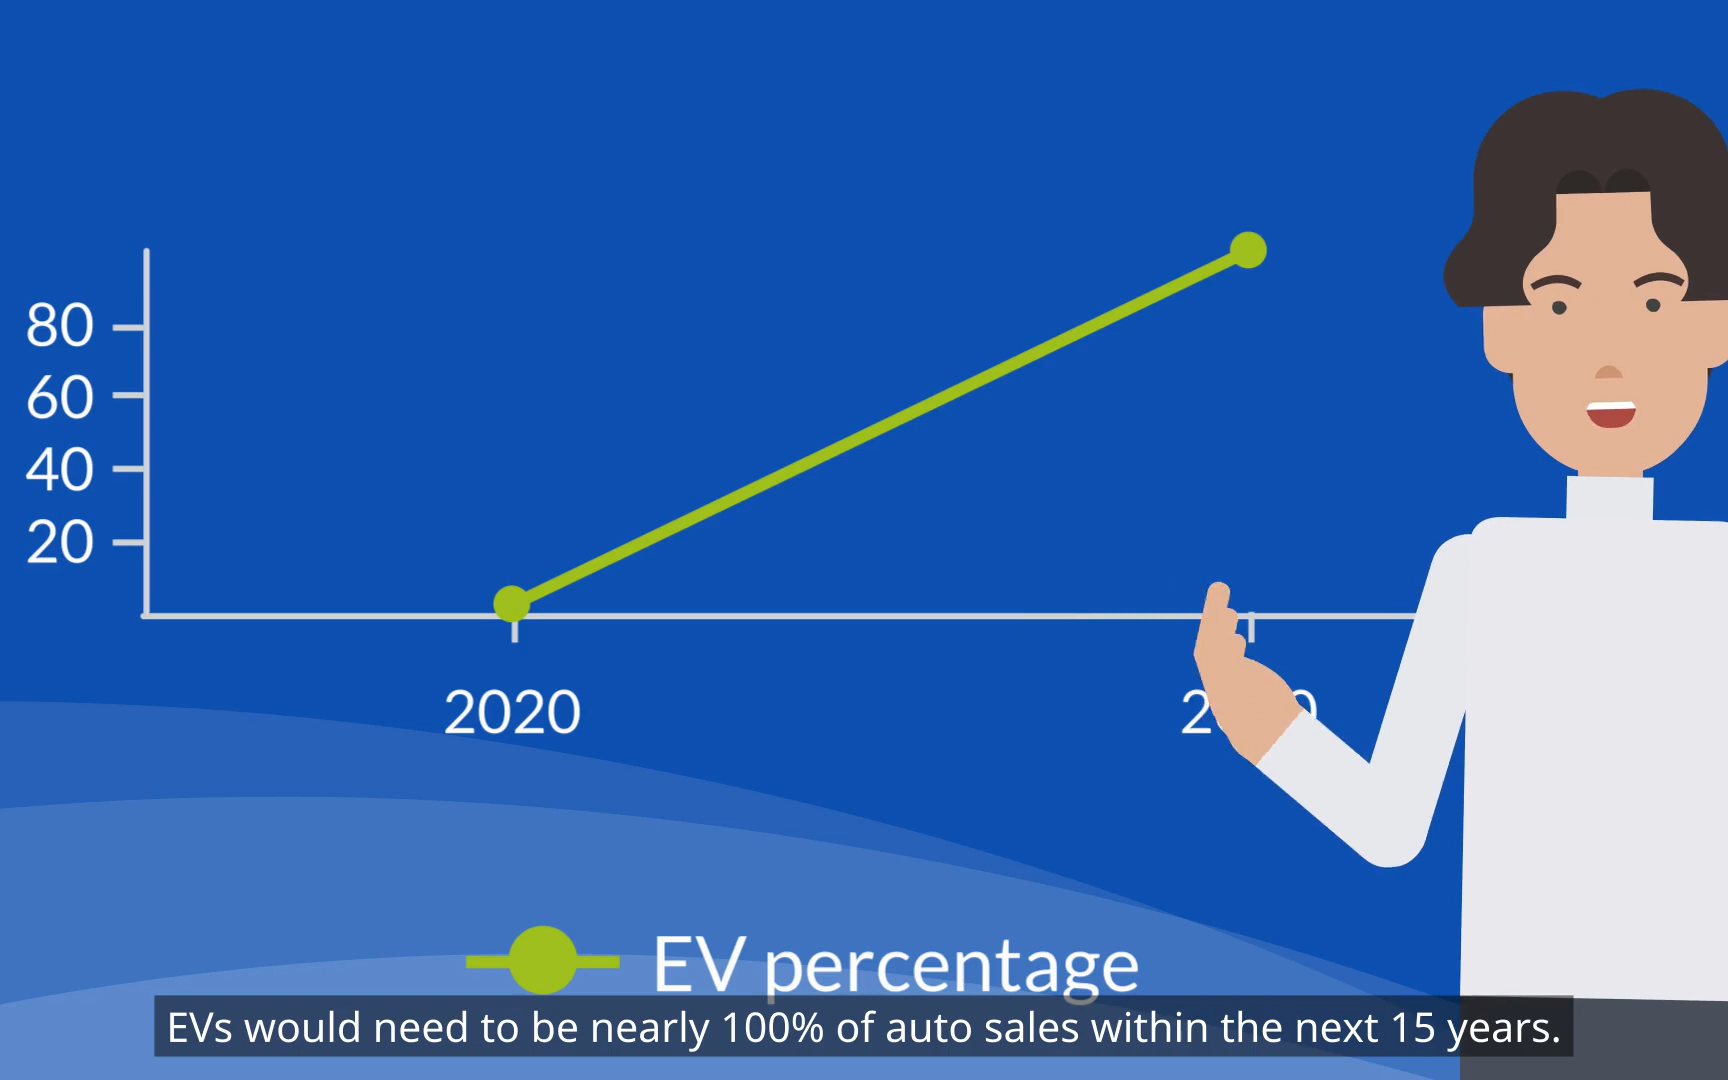 80
60
40
20
2020
EV percentage
EVs would need to be nearly 100% of auto sales within the next 15 years.